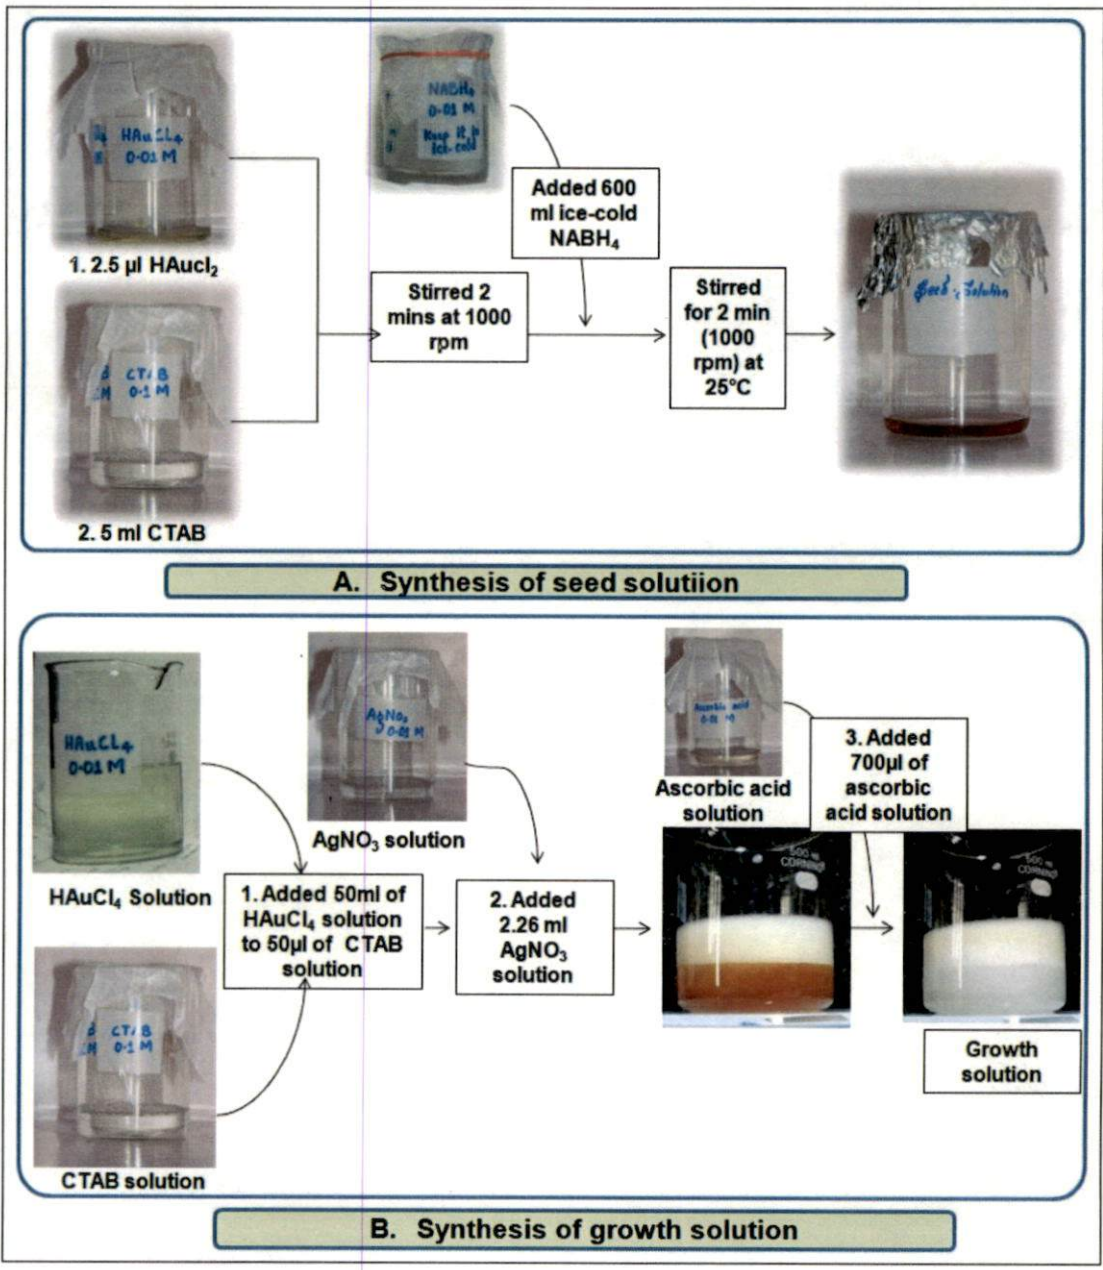 HAuCL4
0.01 M
1. 2.5 µl HAucl₂
CTAB
0.1 M
2. 5 ml CTAB
NABH4
0.01 M
Keep it in
Ice-cold
Added 600
ml ice-cold
NABH₄
Stirred 2
mins at 1000
rpm
Stirred
for 2 min
(1000
rpm) at
25°C
Seed-Solution
A. Synthesis of seed solutiion
HAuCL4
0.01 M
HAuCl₄ Solution
AgNO3
0.01 M
AgNO₃ solution
CTAB
0.1 M
CTAB solution
1. Added 50ml of
HAuCl₄ solution
to 50µl of CTAB
solution
2. Added
2.26 ml
AgNO₃
solution
Ascorbic acid
0.01 M
Ascorbic acid
solution
3. Added
700µl of
ascorbic
acid solution
500
CORNING
500
CORNING
Growth
solution
B. Synthesis of growth solution